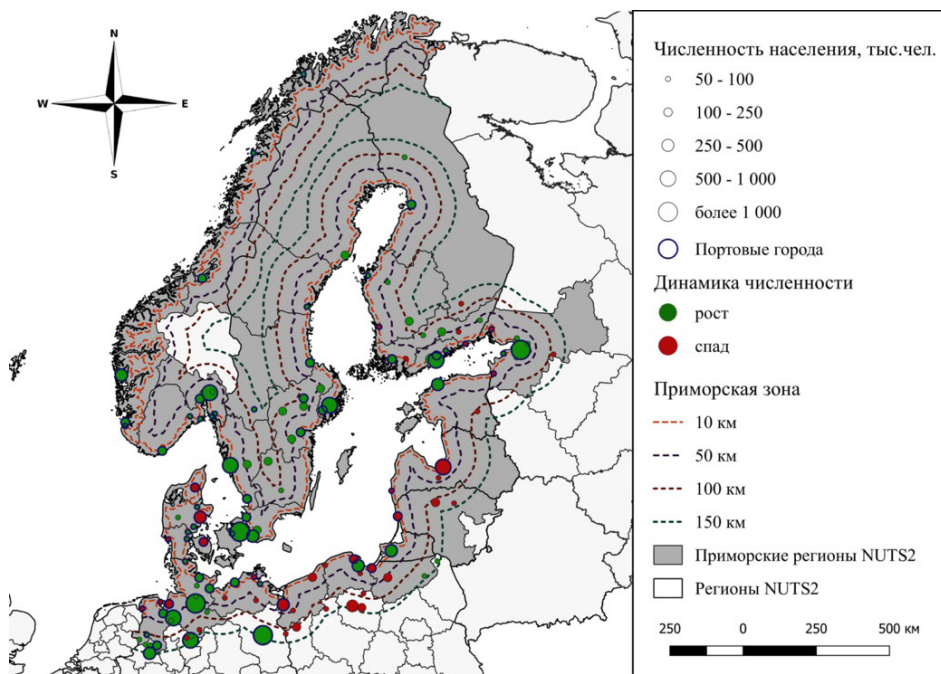 N
W
E
S
Численность населения, тыс.чел.
50 - 100
100 - 250
250 - 500
500 - 1 000
более 1 000
Портовые города
Динамика численности
рост
спад
Приморская зона
10 км
50 км
100 км
150 км
Приморские регионы NUTS2
Регионы NUTS2
250 0 250 500 км